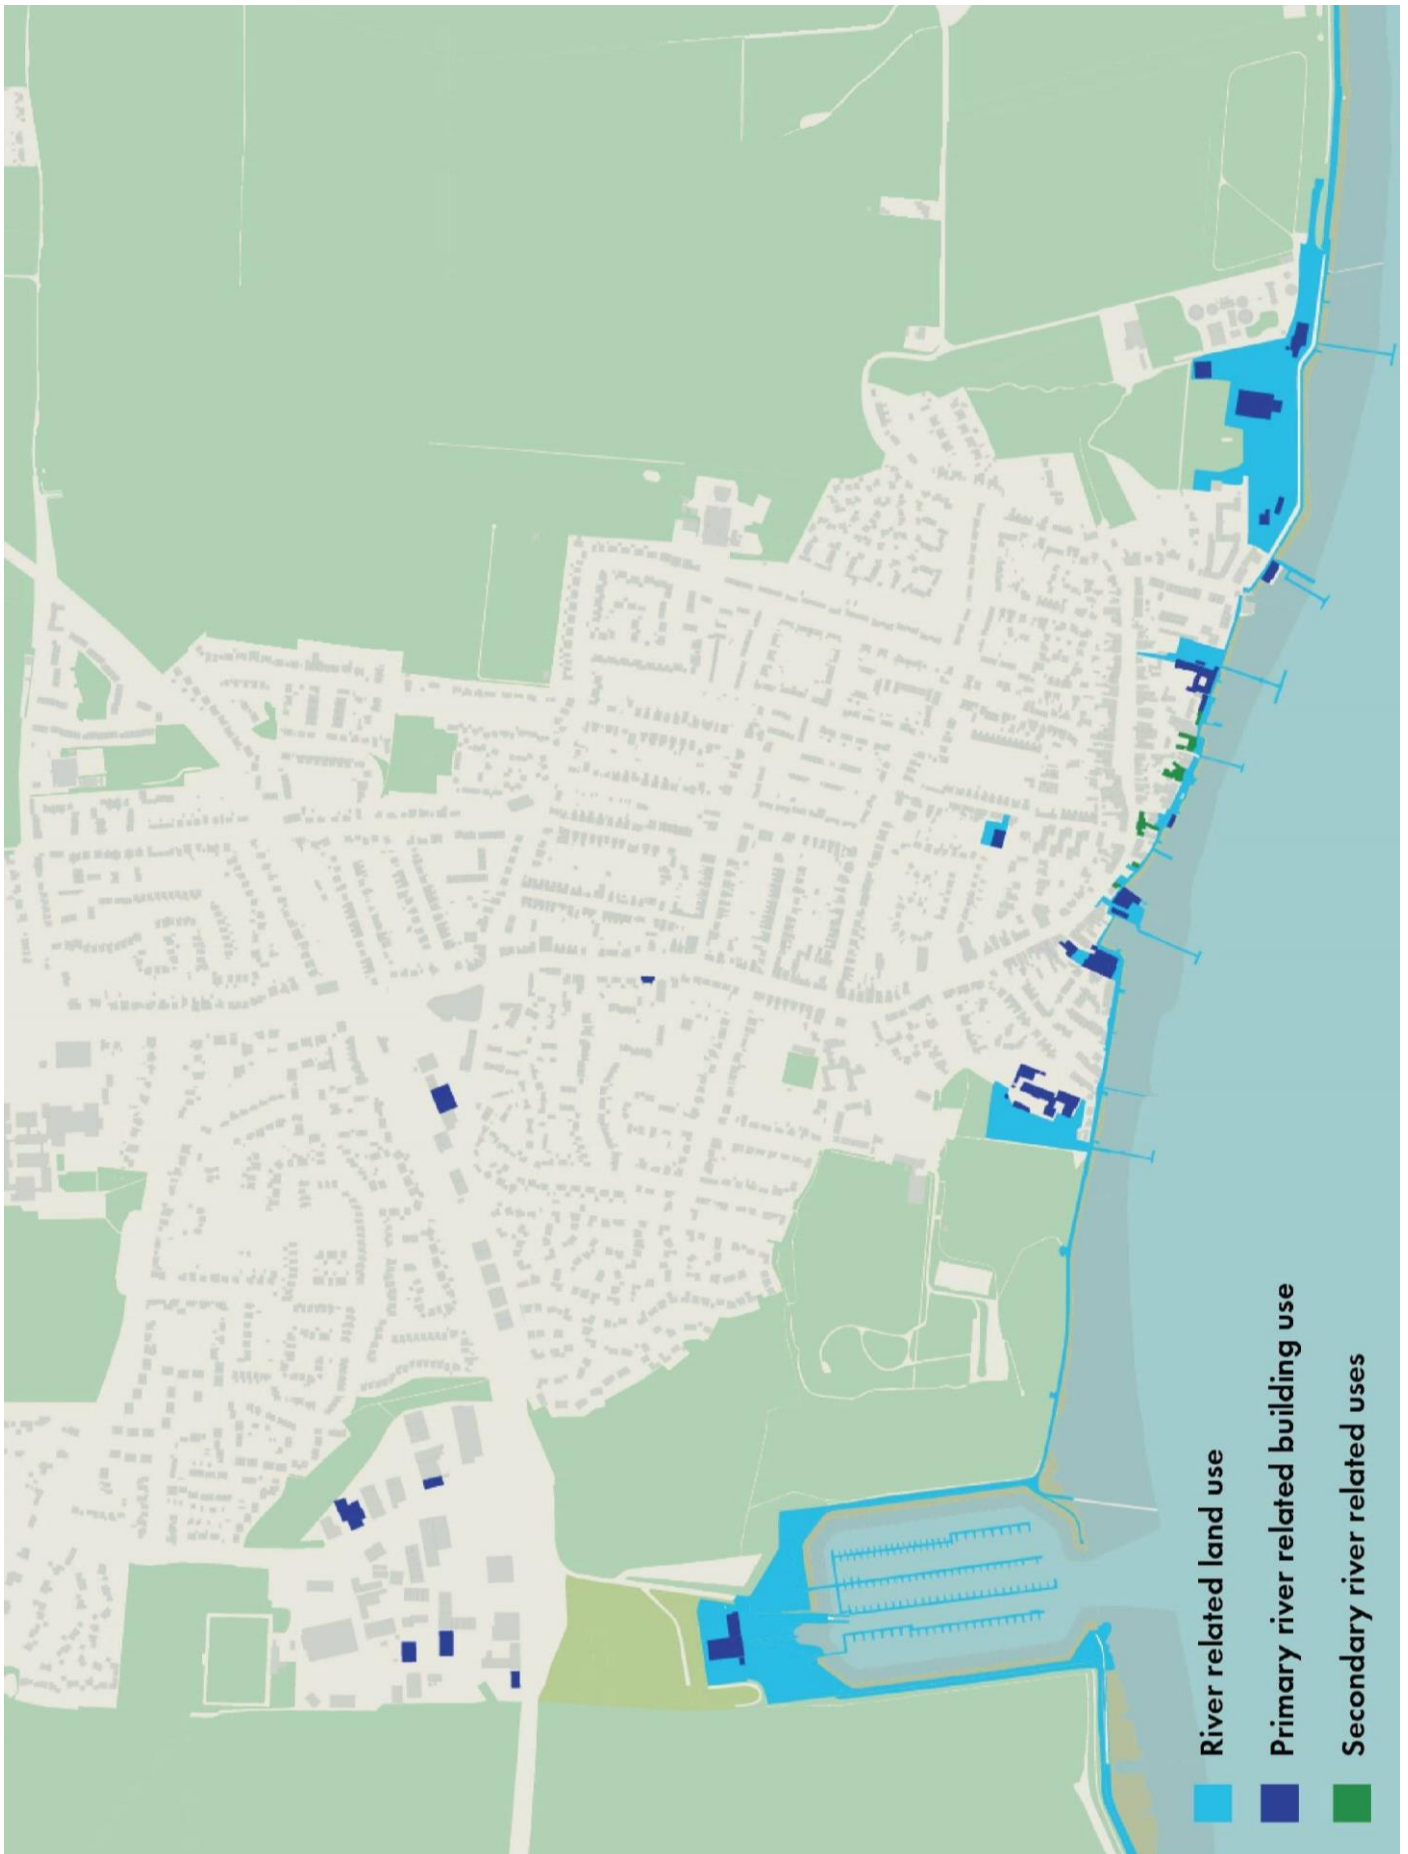 River related land use
Primary river related building use
Secondary river related uses